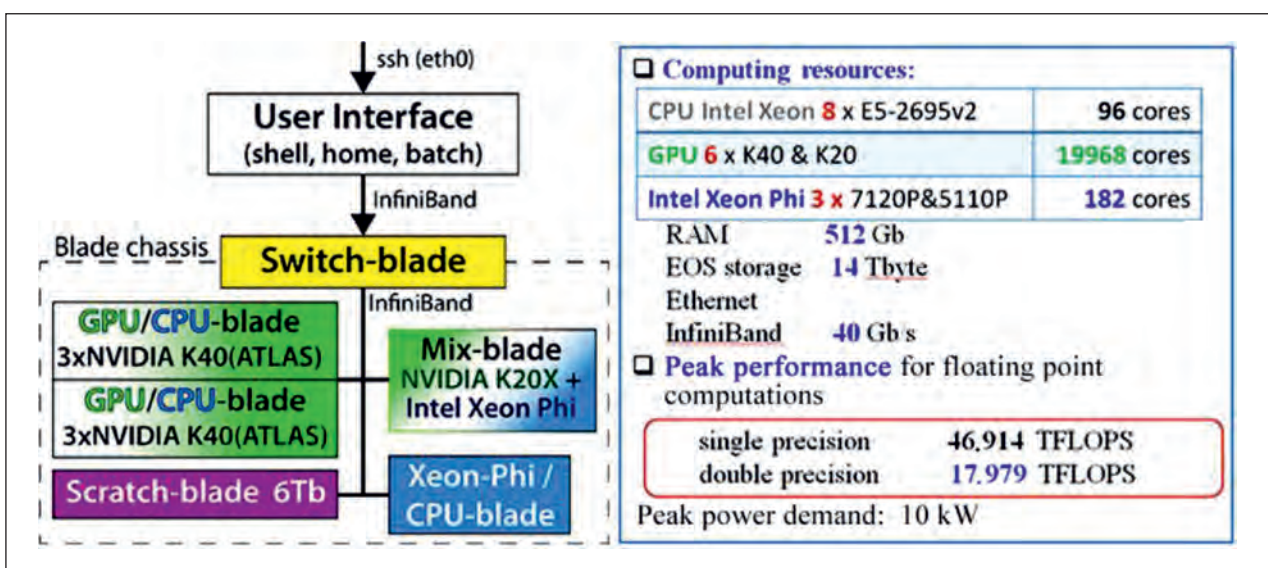 ssh (eth0)
User Interface
(shell, home, batch)
InfiniBand
Blade chassis
Switch-blade
InfiniBand
GPU/CPU-blade
3xNVIDIA K40(ATLAS)
GPU/CPU-blade
3xNVIDIA K40(ATLAS)
Mix-blade
NVIDIA K20X +
Intel Xeon Phi
Scratch-blade 6Tb
Xeon-Phi /
CPU-blade
❑ Computing resources:
CPU Intel Xeon 8 x E5-2695v2 96 cores
GPU 6 x K40 & K20 19968 cores
Intel Xeon Phi 3 x 7120P&5110P 182 cores
RAM 512 Gb
EOS storage 14 Tbyte
Ethernet
InfiniBand 40 Gb's
❑ Peak performance for floating point
computations
single precision 46,914 TFLOPS
double precision 17,979 TFLOPS
Peak power demand: 10 kW